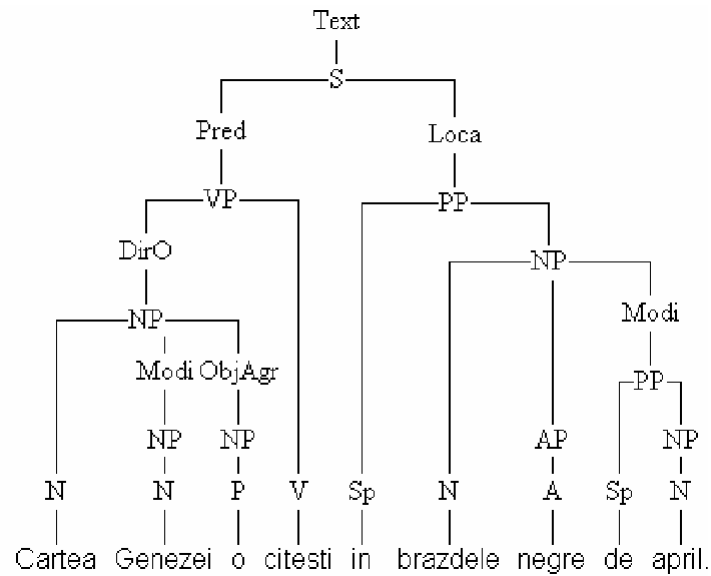 Text
S
Pred Loca
VP PP
DirO NP
NP Modi
Modi ObjAgr PP
NP NP AP NP
N N P V Sp N A Sp N
Cartea Genezei o citesti in brazdele negre de april.